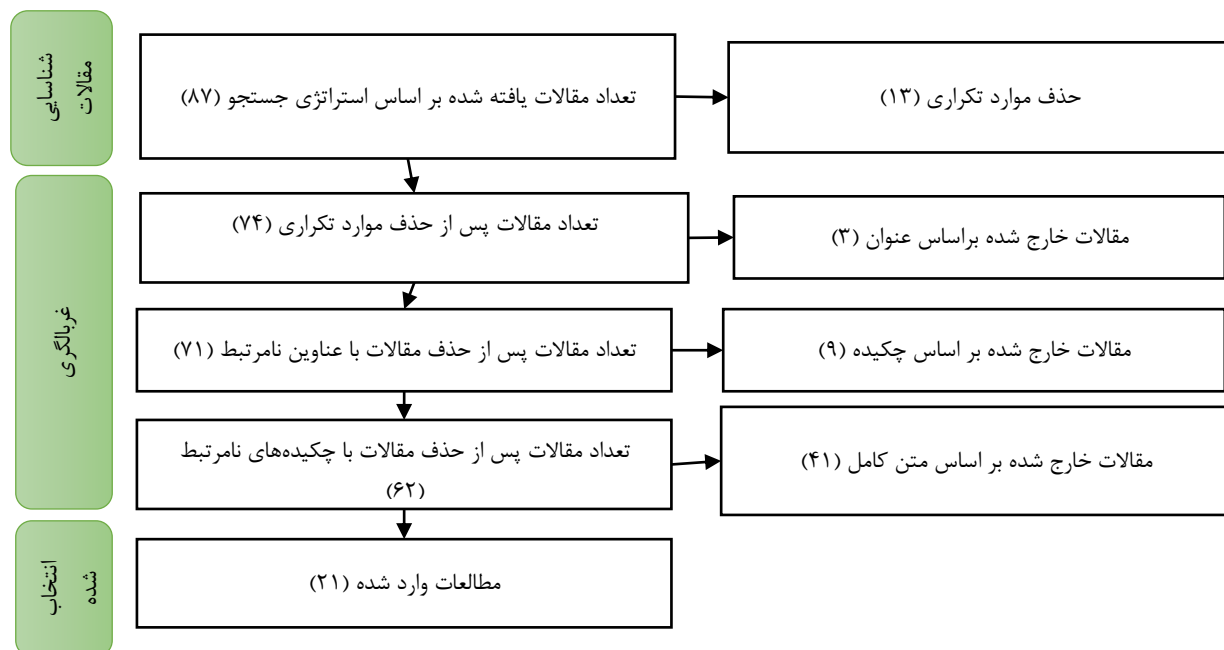 شناسایی
مقالات
تعداد مقالات یافته شده بر اساس استراتژی جستجو (۸۷)
حذف موارد تکراری (۱۳)
غربالگری
تعداد مقالات پس از حذف موارد تکراری (۷۴)
مقالات خارج شده براساس عنوان (۳)
تعداد مقالات پس از حذف مقالات با عناوین نامرتبط (۷۱)
مقالات خارج شده بر اساس چکیده (۹)
تعداد مقالات پس از حذف مقالات با چکیده‌های نامرتبط
(۶۲)
مقالات خارج شده بر اساس متن کامل (۴۱)
انتخاب
شده
مطالعات وارد شده (۲۱)